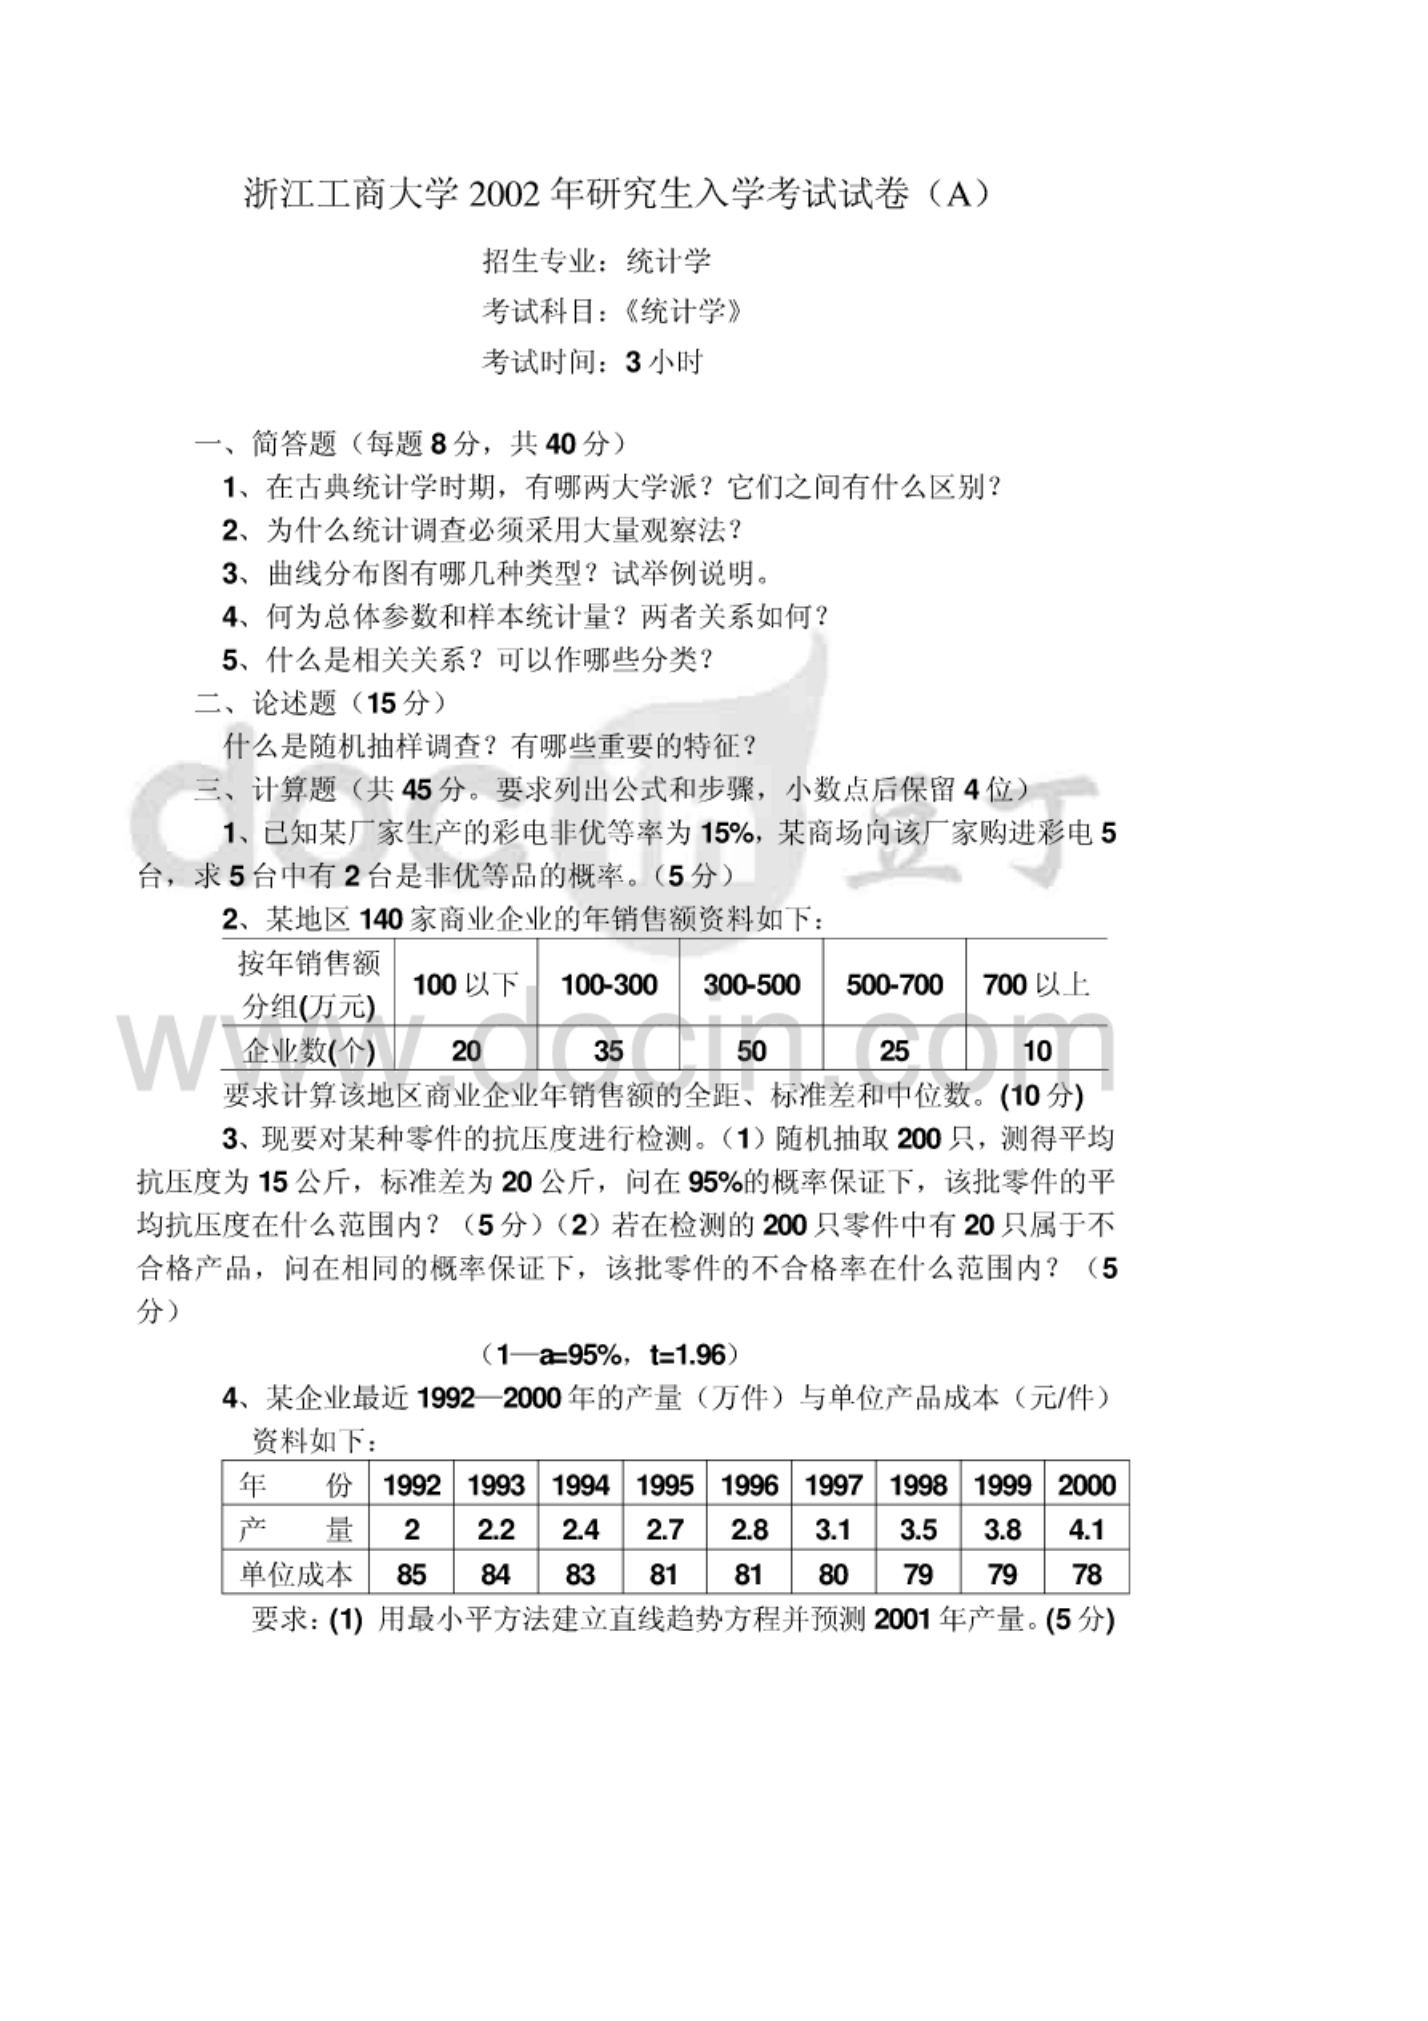 浙江工商大学 2002 年研究生入学考试试卷（A）
招生专业：统计学
考试科目：《统计学》
考试时间：3 小时
一、简答题（每题 8 分，共 40 分）
1、在古典统计学时期，有哪两大学派？它们之间有什么区别？
2、为什么统计调查必须采用大量观察法？
3、曲线分布图有哪几种类型？试举例说明。
4、何为总体参数和样本统计量？两者关系如何？
5、什么是相关关系？可以作哪些分类？
二、论述题（15 分）
什么是随机抽样调查？有哪些重要的特征？
三、计算题（共 45 分。要求列出公式和步骤，小数点后保留 4 位）
1、已知某厂家生产的彩电非优等率为 15%，某商场向该厂家购进彩电 5
台，求 5 台中有 2 台是非优等品的概率。（5 分）
2、某地区 140 家商业企业的年销售额资料如下：
按年销售额
分组(万元) 100 以下 100-300 300-500 500-700 700 以上
企业数(个) 20 35 50 25 10
要求计算该地区商业企业年销售额的全距、标准差和中位数。(10 分)
3、现要对某种零件的抗压度进行检测。（1）随机抽取 200 只，测得平均
抗压度为 15 公斤，标准差为 20 公斤，问在 95%的概率保证下，该批零件的平
均抗压度在什么范围内？（5 分）（2）若在检测的 200 只零件中有 20 只属于不
合格产品，问在相同的概率保证下，该批零件的不合格率在什么范围内？（5
分）
（1—a=95%，t=1.96）
4、某企业最近 1992—2000 年的产量（万件）与单位产品成本（元/件）
资料如下：
年 份 1992 1993 1994 1995 1996 1997 1998 1999 2000
产 量 2 2.2 2.4 2.7 2.8 3.1 3.5 3.8 4.1
单位成本 85 84 83 81 81 80 79 79 78
要求：(1) 用最小平方法建立直线趋势方程并预测 2001 年产量。(5 分)
docin 豆丁
www.docin.com